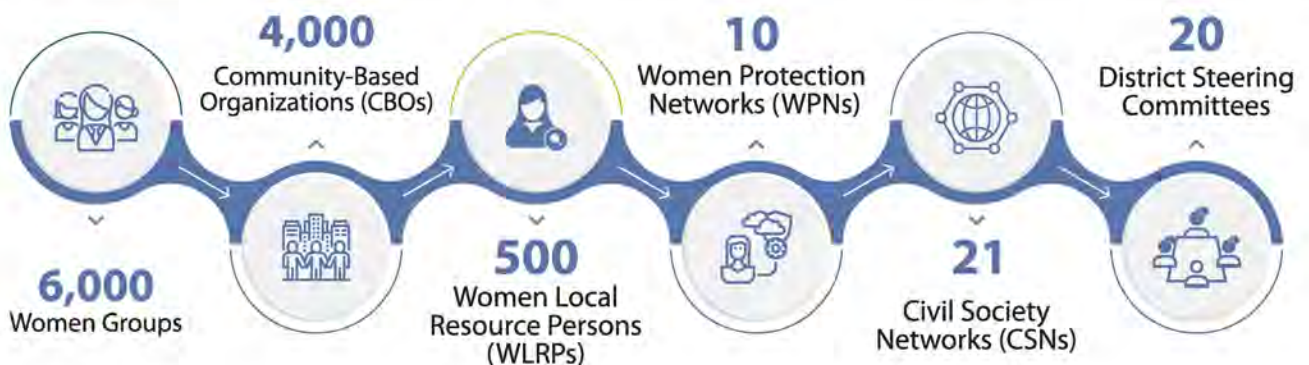 6,000
Women Groups
4,000
Community-Based
Organizations (CBOs)
500
Women Local
Resource Persons
(WLRPs)
10
Women Protection
Networks (WPNs)
21
Civil Society
Networks (CSNs)
20
District Steering
Committees